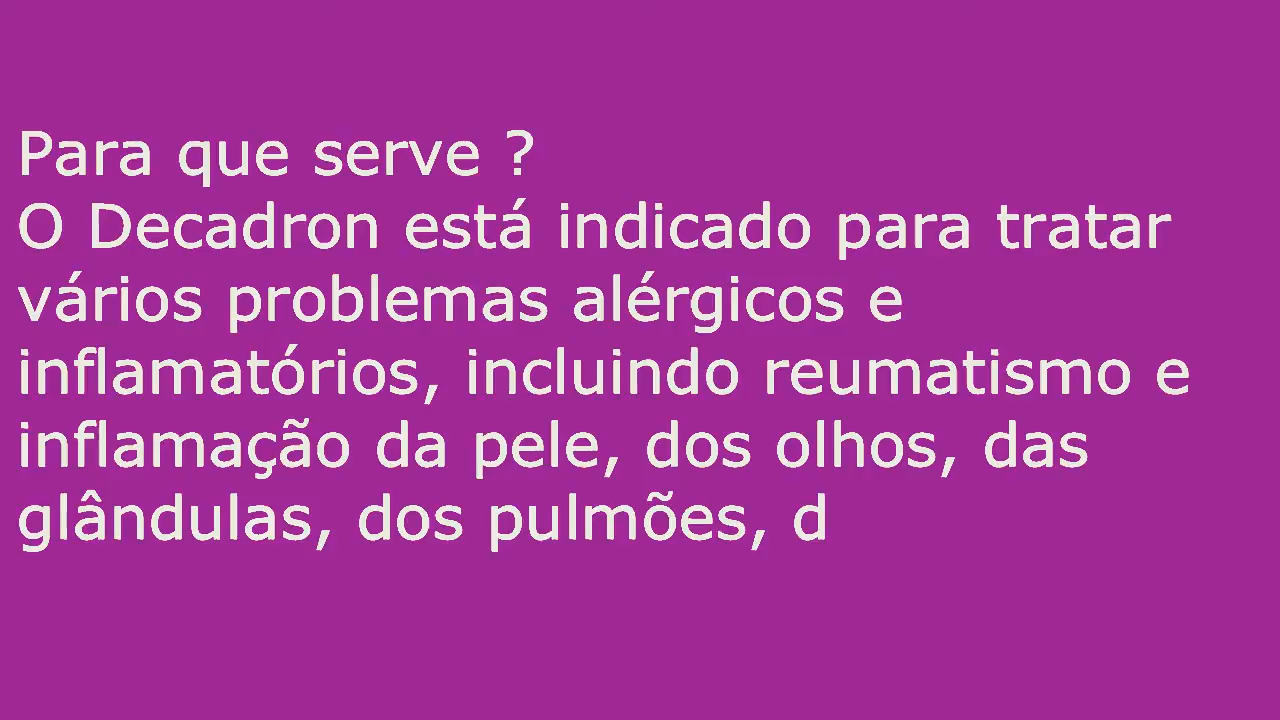 Para que serve ?
O Decadron está indicado para tratar
vários problemas alérgicos e
inflamatórios, incluindo reumatismo e
inflamação da pele, dos olhos, das
glândulas, dos pulmões, d